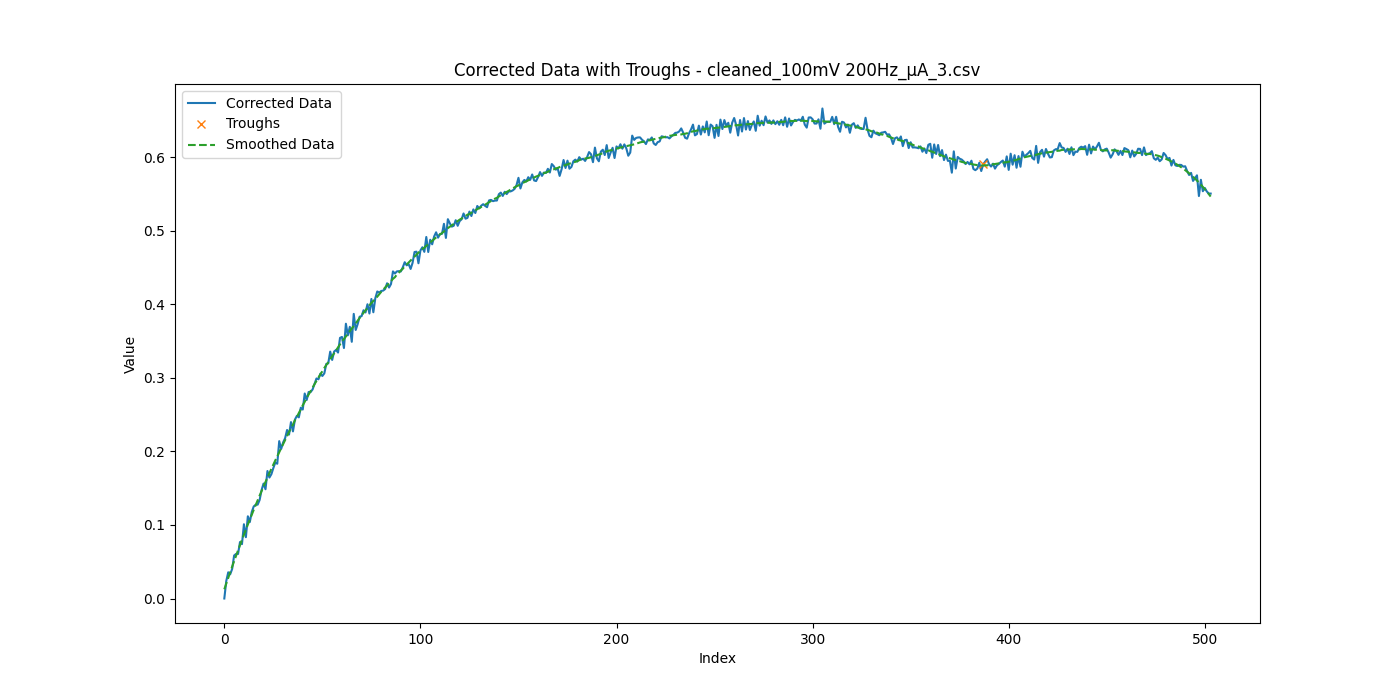 Corrected Data with Troughs - cleaned_100mV 200Hz_µA_3.csv
Corrected Data
Troughs
Smoothed Data
Value
0.6
0.5
0.4
0.3
0.2
0.1
0.0
0 100 200 300 400 500
Index